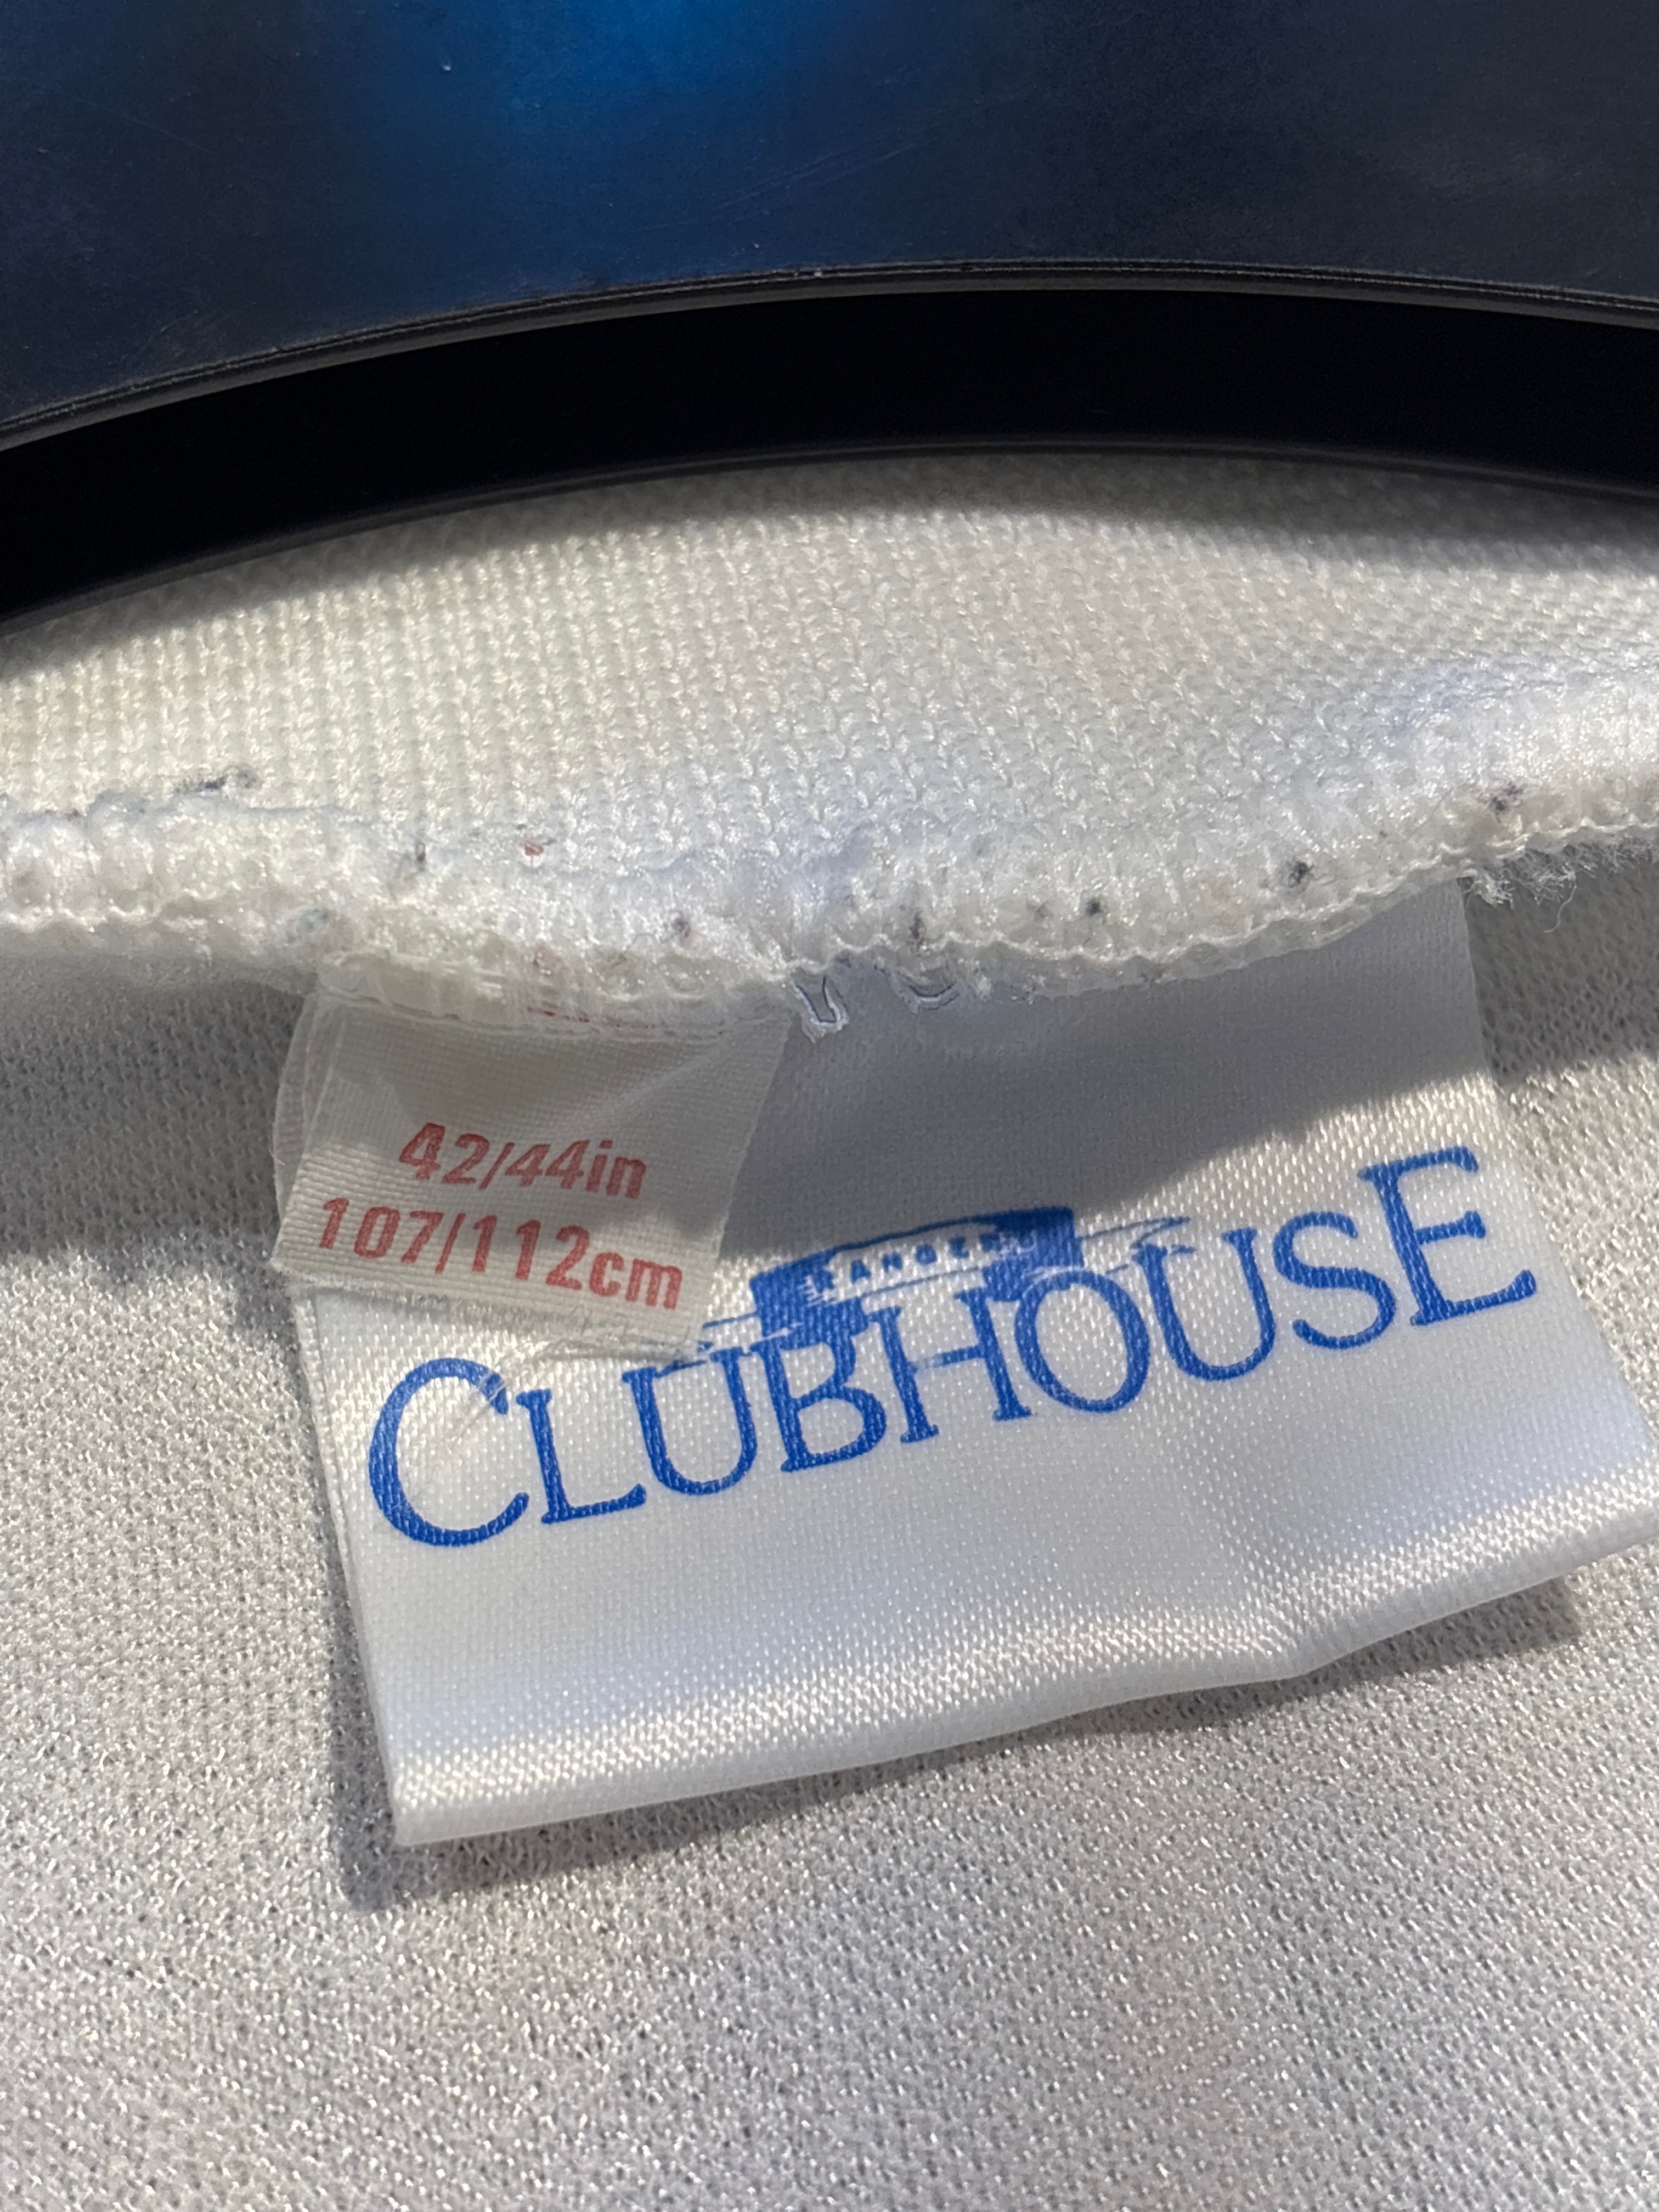 42/44in
107/112cm
RANGERS
CLUBHOUSE